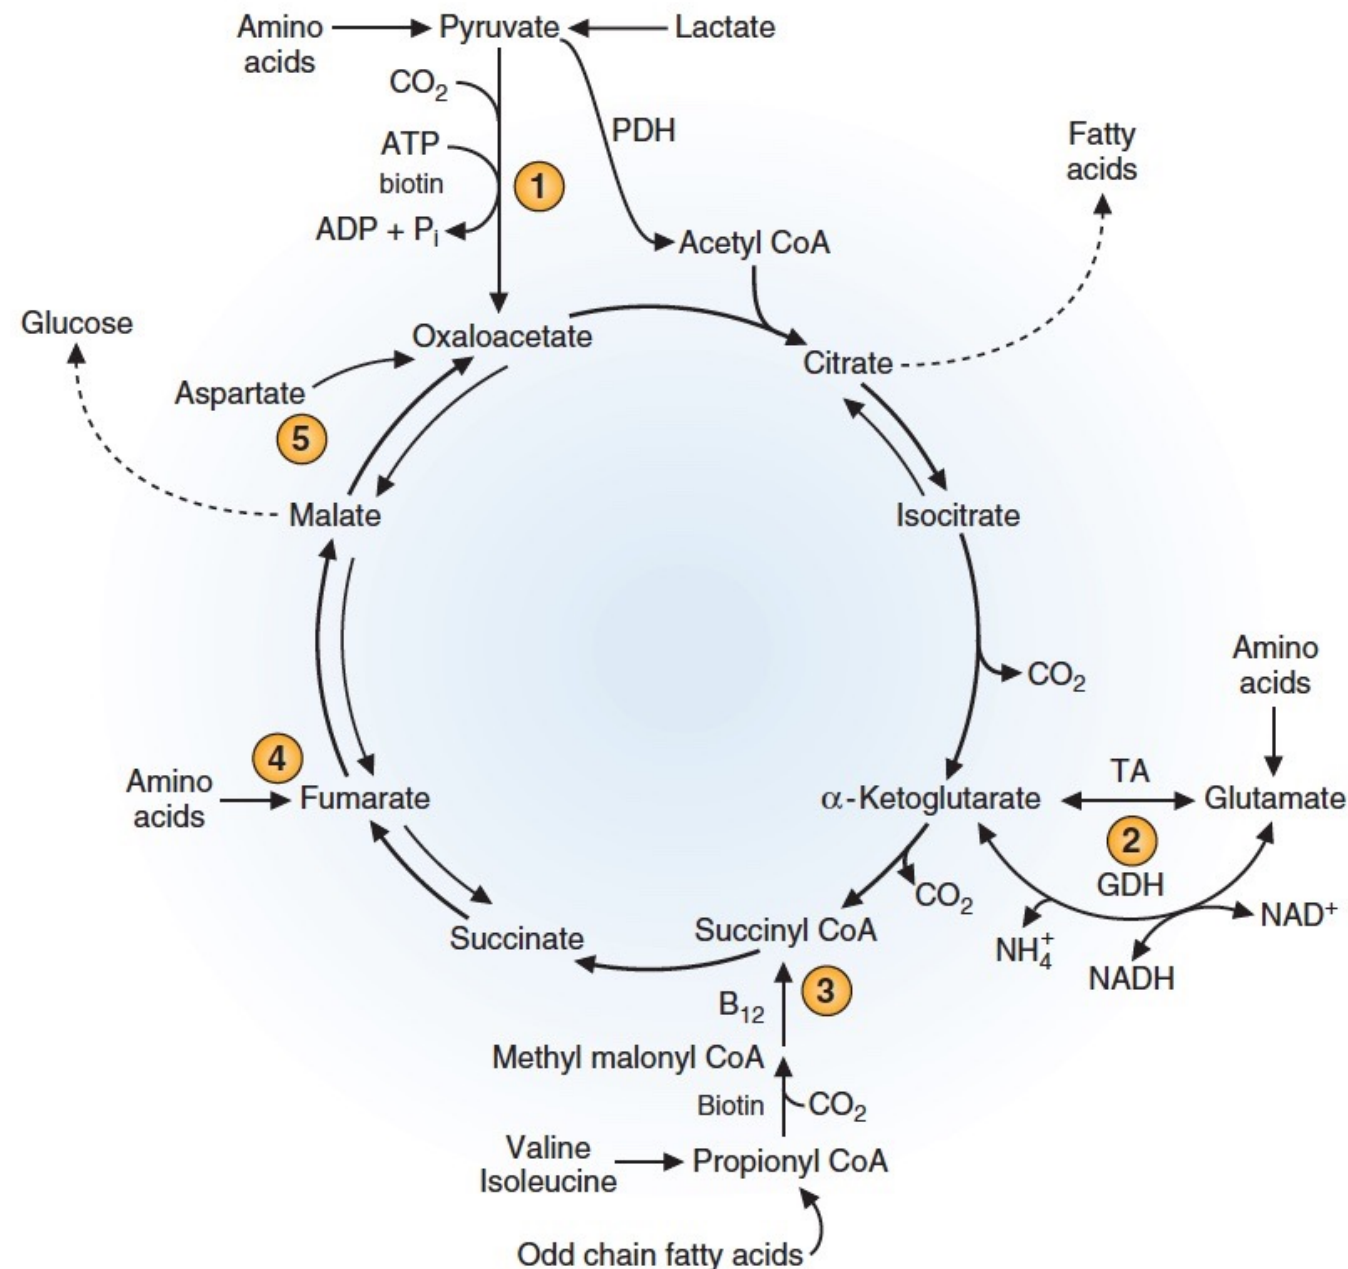 Amino
acids
Pyruvate
Lactate
CO₂
PDH
ATP
biotin
1
ADP + Pᵢ
Acetyl CoA
Fatty
acids
Glucose
Oxaloacetate
Citrate
Aspartate
5
Malate
Isocitrate
CO₂
Amino
acids
4
Amino
acids
Fumarate
α-Ketoglutarate
TA
Glutamate
2
GDH
CO₂
NH₄⁺
NAD⁺
NADH
Succinate
Succinyl CoA
3
B₁₂
Methyl malonyl CoA
Biotin
CO₂
Valine
Isoleucine
Propionyl CoA
Odd chain fatty acids